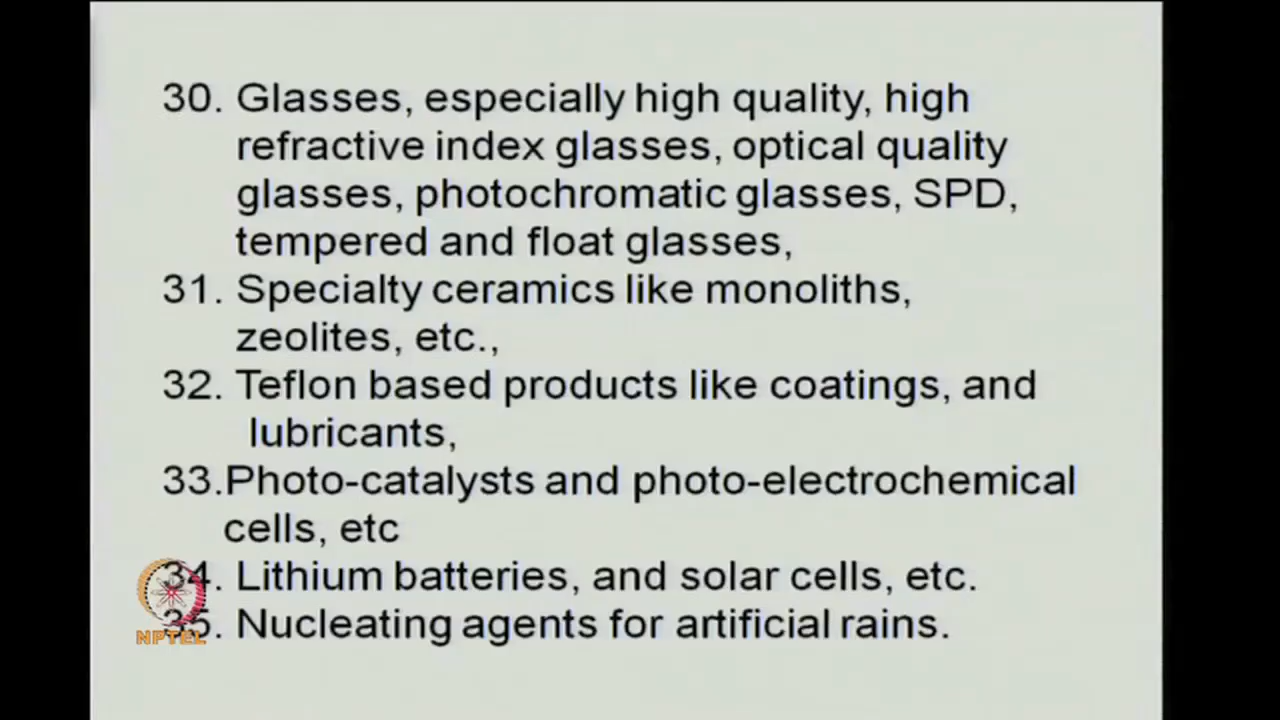 30. Glasses, especially high quality, high
refractive index glasses, optical quality
glasses, photochromatic glasses, SPD,
tempered and float glasses,
31. Specialty ceramics like monoliths,
zeolites, etc.,
32. Teflon based products like coatings, and
lubricants,
33.Photo-catalysts and photo-electrochemical
cells, etc
34. Lithium batteries, and solar cells, etc.
35. Nucleating agents for artificial rains.
NPTEL